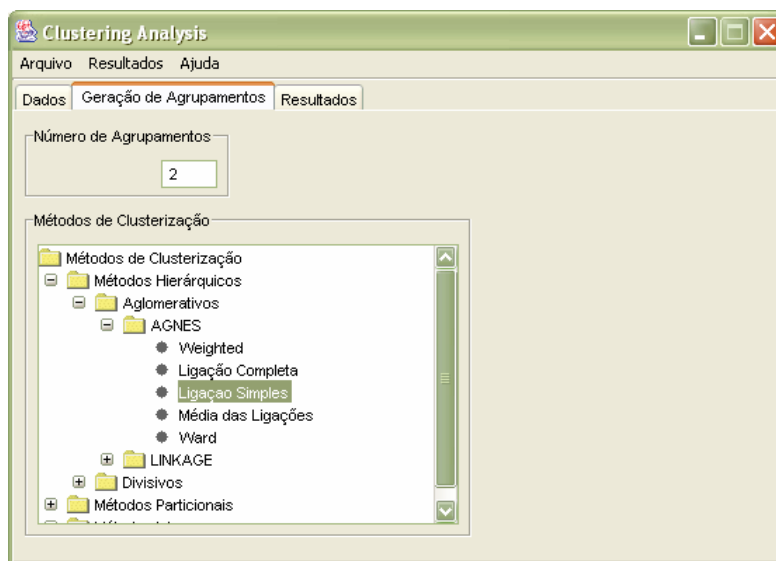 Clustering Analysis
Arquivo Resultados Ajuda
Dados Geração de Agrupamentos Resultados
Número de Agrupamentos
2
Métodos de Clusterização
Métodos de Clusterização
Métodos Hierárquicos
Aglomerativos
AGNES
Weighted
Ligação Completa
Ligaçao Simples
Média das Ligações
Ward
LINKAGE
Divisivos
Métodos Particionais